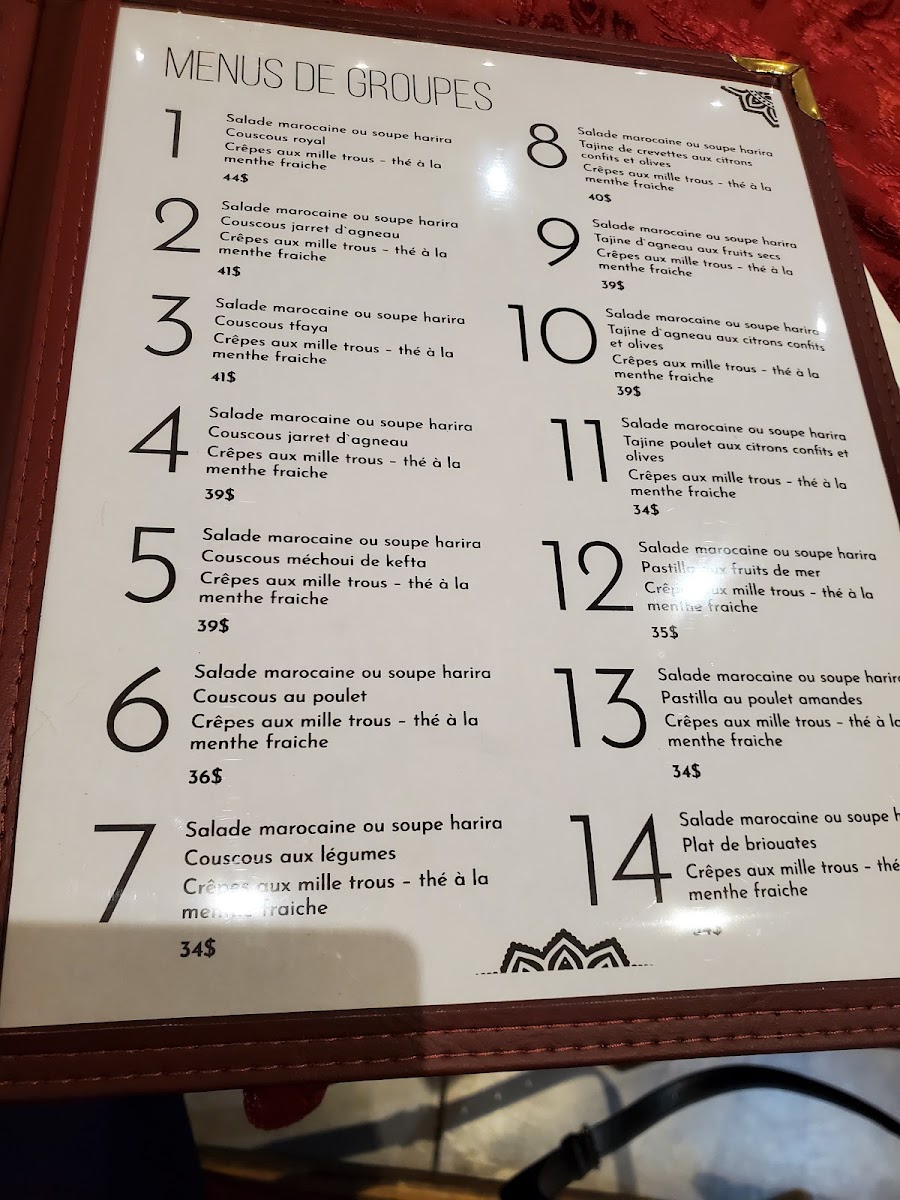 MENUS DE GROUPES
1
Salade marocaine ou soupe harira
Couscous royal
Crêpes aux mille trous - thé à la
menthe fraiche
44$
2
Salade marocaine ou soupe harira
Couscous jarret d`agneau
Crêpes aux mille trous - thé à la
menthe fraiche
41$
3
Salade marocaine ou soupe harira
Couscous tfaya
Crêpes aux mille trous - thé à la
menthe fraiche
41$
4
Salade marocaine ou soupe harira
Couscous jarret d`agneau
Crêpes aux mille trous - thé à la
menthe fraiche
39$
5
Salade marocaine ou soupe harira
Couscous méchoui de kefta
Crêpes aux mille trous - thé à la
menthe fraiche
39$
6
Salade marocaine ou soupe harira
Couscous au poulet
Crêpes aux mille trous - thé à la
menthe fraiche
36$
7
Salade marocaine ou soupe harira
Couscous aux légumes
Crêpes aux mille trous - thé à la
menthe fraiche
34$
8
Salade marocaine ou soupe harira
Tajine de crevettes aux citrons
confits et olives
Crêpes aux mille trous - thé à la
menthe fraiche
40$
9
Salade marocaine ou soupe harira
Tajine d`agneau aux fruits secs
Crêpes aux mille trous - thé à la
menthe fraiche
39$
10
Salade marocaine ou soupe harira
Tajine d`agneau aux citrons confits
et olives
Crêpes aux mille trous - thé à la
menthe fraiche
39$
11
Salade marocaine ou soupe harira
Tajine poulet aux citrons confits et
olives
Crêpes aux mille trous - thé à la
menthe fraiche
34$
12
Salade marocaine ou soupe harira
Pastilla aux fruits de mer
Crêpes aux mille trous - thé à la
menthe fraiche
35$
13
Salade marocaine ou soupe harira
Pastilla au poulet amandes
Crêpes aux mille trous - thé à la
menthe fraiche
34$
14
Salade marocaine ou soupe
Plat de briouates
Crêpes aux mille trous - thé
menthe fraiche